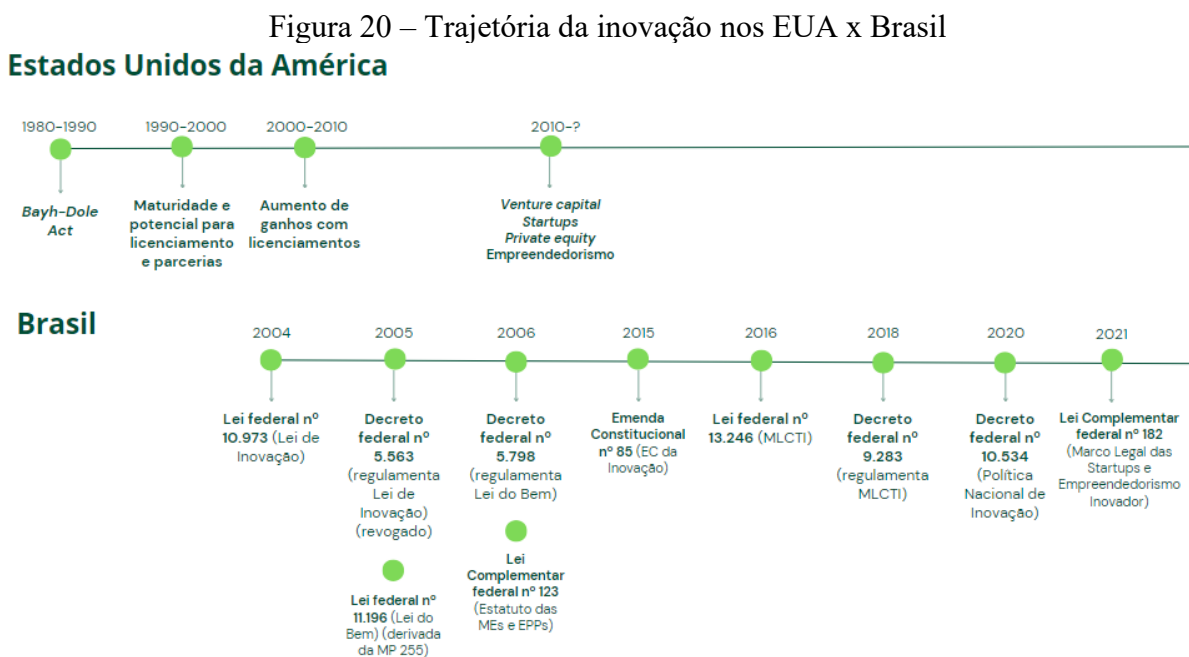 Figura 20 – Trajetória da inovação nos EUA x Brasil
Estados Unidos da América
1980-1990
Bayh-Dole
Act
1990-2000
Maturidade e
potencial para
licenciamento
e parcerias
2000-2010
Aumento de
ganhos com
licenciamentos
2010-?
Venture capital
Startups
Private equity
Empreendedorismo
Brasil
2004
Lei federal nº
10.973 (Lei de
Inovação)
2005
Decreto
federal nº
5.563
(regulamenta
Lei de
Inovação)
(revogado)
Lei federal nº
11.196 (Lei do
Bem) (derivada
da MP 255)
2006
Decreto
federal nº
5.798
(regulamenta
Lei do Bem)
Lei
Complementar
federal nº 123
(Estatuto das
MEs e EPPs)
2015
Emenda
Constitucional
nº 85 (EC da
Inovação)
2016
Lei federal nº
13.246 (MLCTI)
2018
Decreto
federal nº
9.283
(regulamenta
MLCTI)
2020
Decreto
federal nº
10.534
(Política
Nacional de
Inovação)
2021
Lei Complementar
federal nº 182
(Marco Legal das
Startups e
Empreendedorismo
Inovador)